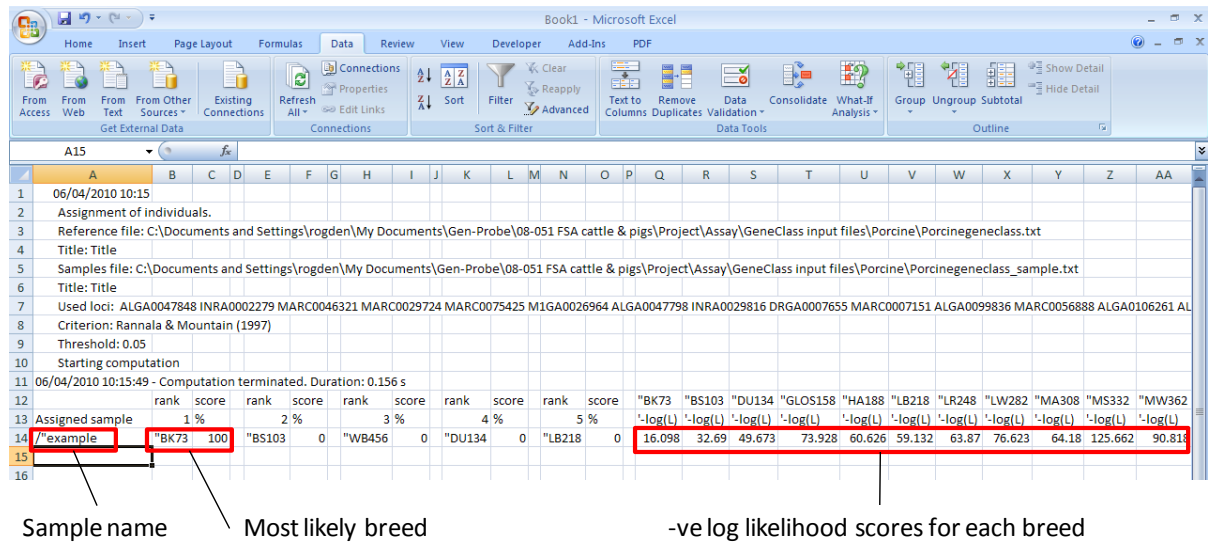 Book1 - Microsoft Excel
Home Insert Page Layout Formulas Data Review View Developer Add-Ins PDF
From Access From Web From Text From Other Sources Existing Connections Refresh All Connections Properties Edit Links Sort Filter Clear Reapply Advanced Text to Columns Remove Duplicates Data Validation Consolidate What-If Analysis Group Ungroup Subtotal Show Detail Hide Detail
Get External Data Connections Sort & Filter Data Tools Outline
A15 fx
A B C D E F G H I J K L M N O P Q R S T U V W X Y Z AA
1 06/04/2010 10:15
2 Assignment of individuals.
3 Reference file: C:\Documents and Settings\rogden\My Documents\Gen-Probe\08-051 FSA cattle & pigs\Project\Assay\GeneClass input files\Porcine\Porcinegeneclass.txt
4 Title: Title
5 Samples file: C:\Documents and Settings\rogden\My Documents\Gen-Probe\08-051 FSA cattle & pigs\Project\Assay\GeneClass input files\Porcine\Porcinegeneclass_sample.txt
6 Title: Title
7 Used loci: ALGA0047848 INRA0002279 MARC0046321 MARC0029724 MARC0075425 M1GA0026964 ALGA0047798 INRA0029816 DRGA0007655 MARC0007151 ALGA0099836 MARC0056888 ALGA0106261 AL
8 Criterion: Rannala & Mountain (1997)
9 Threshold: 0.05
10 Starting computation
11 06/04/2010 10:15:49 - Computation terminated. Duration: 0.156 s
12 rank score rank score rank score rank score rank score "BK73 "BS103 "DU134 "GLOS158 "HA188 "LB218 "LR248 "LW282 "MA308 "MS332 "MW362
13 Assigned sample 1 % 2 % 3 % 4 % 5 % '-log(L) '-log(L) '-log(L) '-log(L) '-log(L) '-log(L) '-log(L) '-log(L) '-log(L) '-log(L) '-log(L)
14 /"example "BK73 100 "BS103 0 "WB456 0 "DU134 0 "LB218 0 16.098 32.69 49.673 73.928 60.626 59.132 63.87 76.623 64.18 125.662 90.818
15
16
Sample name Most likely breed -ve log likelihood scores for each breed